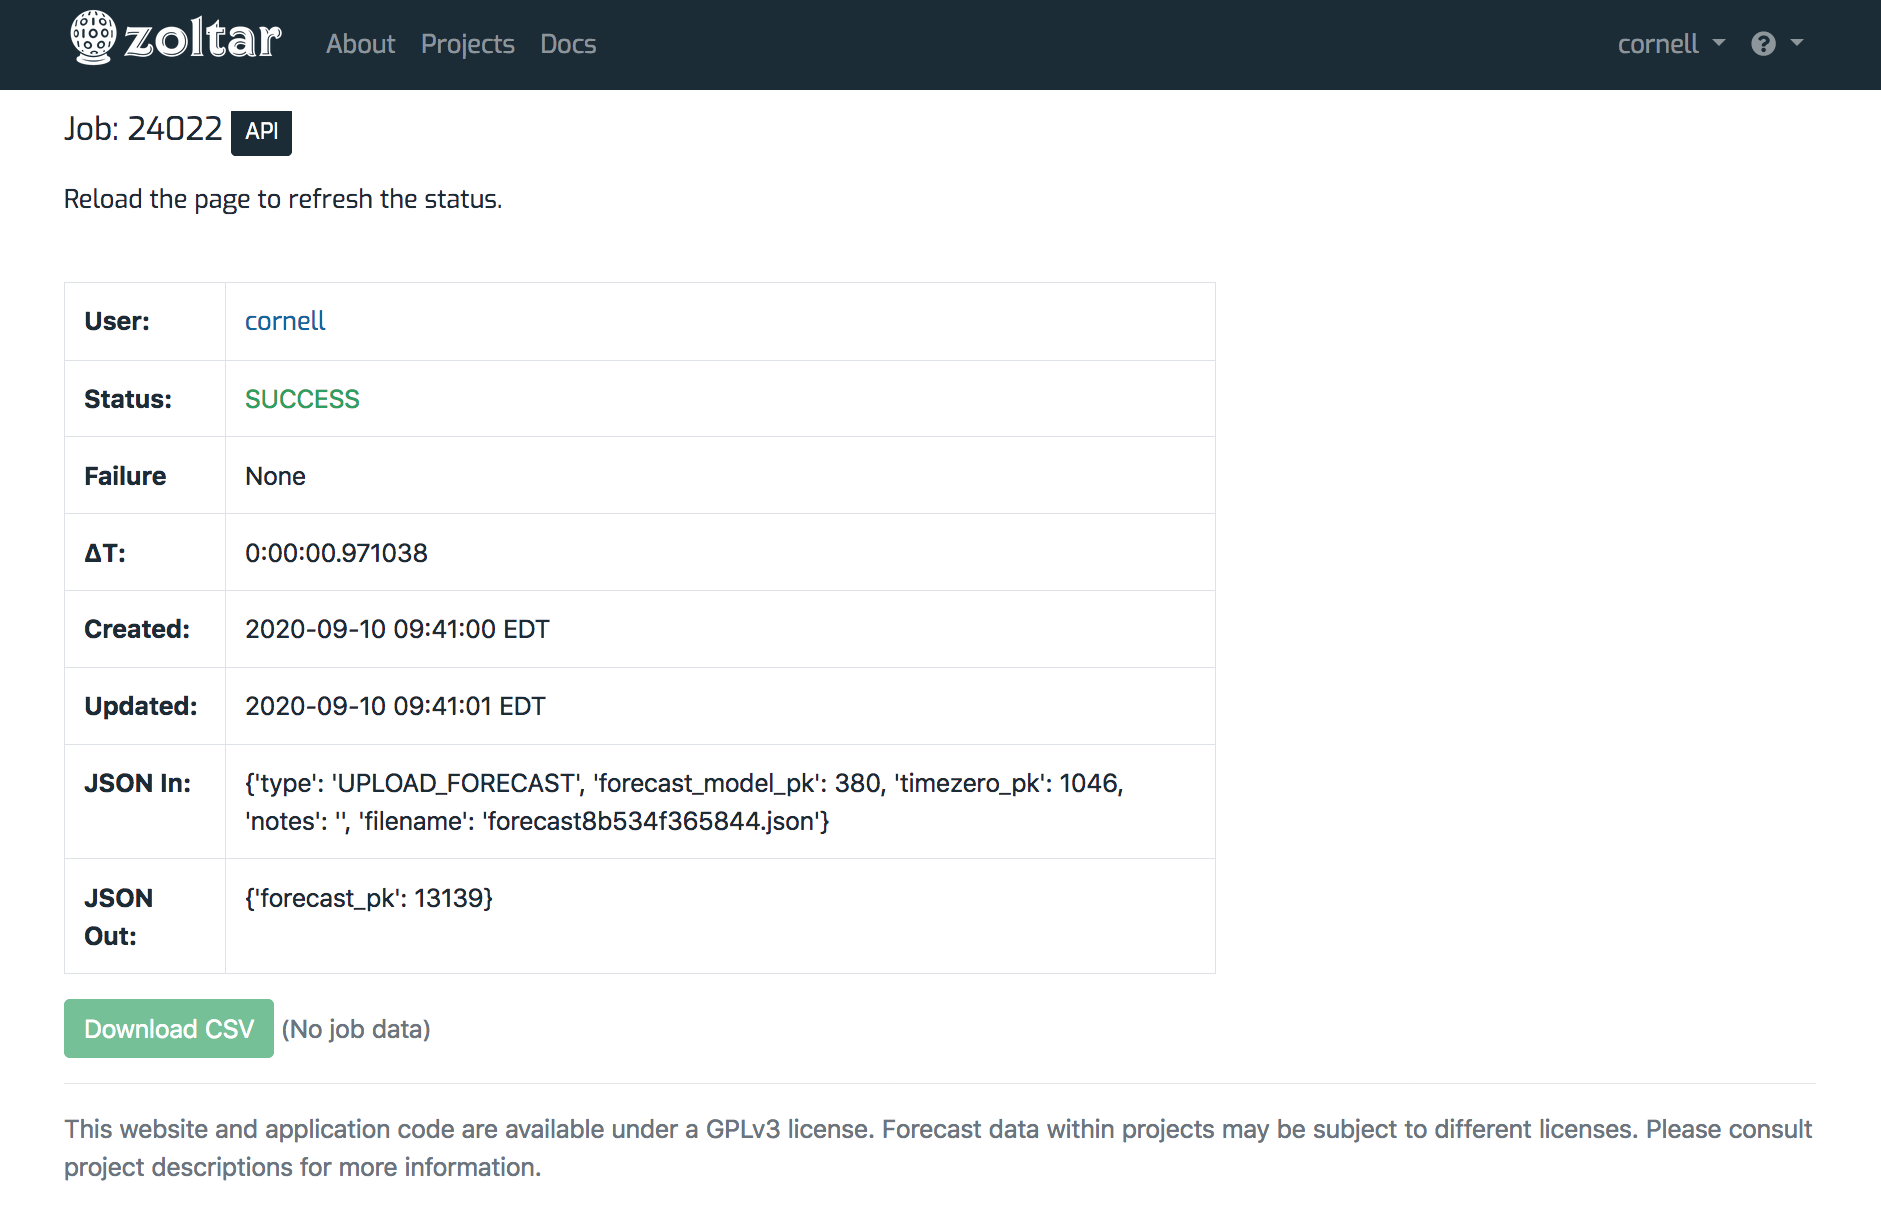 zoltar About Projects Docs cornell ?
Job: 24022 API
Reload the page to refresh the status.
User: cornell
Status: SUCCESS
Failure None
ΔT: 0:00:00.971038
Created: 2020-09-10 09:41:00 EDT
Updated: 2020-09-10 09:41:01 EDT
JSON In: {'type': 'UPLOAD_FORECAST', 'forecast_model_pk': 380, 'timezero_pk': 1046,
'notes': '', 'filename': 'forecast8b534f365844.json'}
JSON {'forecast_pk': 13139}
Out:
Download CSV (No job data)
This website and application code are available under a GPLv3 license. Forecast data within projects may be subject to different licenses. Please consult
project descriptions for more information.